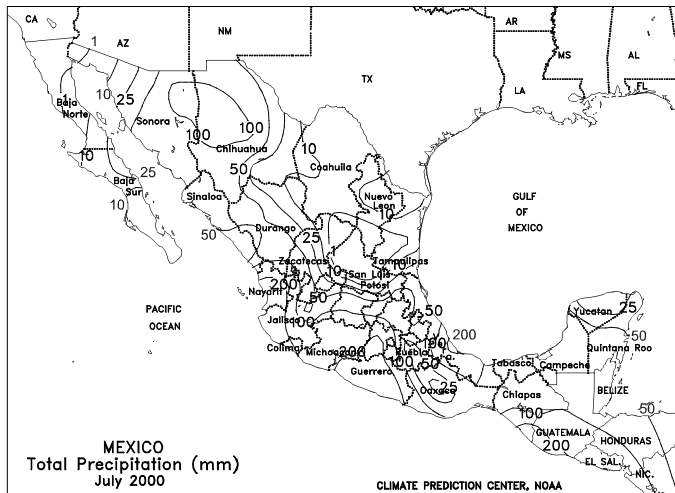 CA
AZ
NM
TX
AR
LA
MS
AL
FL
1
10
25
1
Baja
Norte
Sonora
100
100
Chihuahua
50
10
Coahuila
10
25
Baja
Sur
10
Sinaloa
50
Nuevo
Leon
10
GULF
OF
MEXICO
Durango
25
1
Zacatecas
10
San Luis
Potosi
Tamaulipas
10
Nayarit
200
50
PACIFIC
OCEAN
Jalisco
100
Colima
Michoacan
200
Guerrero
50
200
100
Puebla
100
50
Oaxaca
25
Tabasco
Campeche
Yucatan
25
50
Quintana Roo
BELIZE
Chiapas
100
50
GUATEMALA
200
HONDURAS
EL SAL.
NIC.
MEXICO
Total Precipitation (mm)
July 2000
CLIMATE PREDICTION CENTER, NOAA